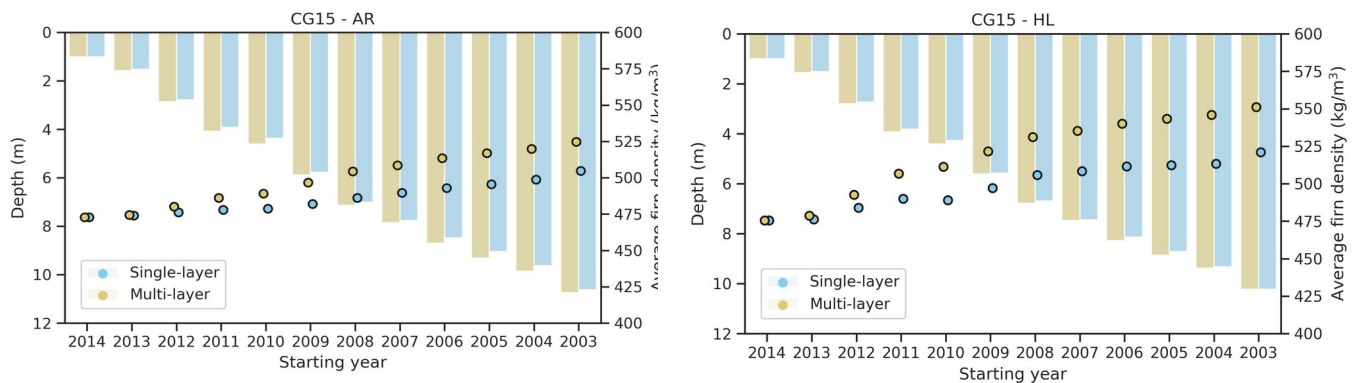 CG15 - AR
0
2
4
6
8
10
12
Depth (m)
600
575
550
525
500
475
450
425
400
Average firn density (kg/m³)
Single-layer
Multi-layer
2014 2013 2012 2011 2010 2009 2008 2007 2006 2005 2004 2003
Starting year
CG15 - HL
0
2
4
6
8
10
12
Depth (m)
600
575
550
525
500
475
450
425
400
Average firn density (kg/m³)
Single-layer
Multi-layer
2014 2013 2012 2011 2010 2009 2008 2007 2006 2005 2004 2003
Starting year